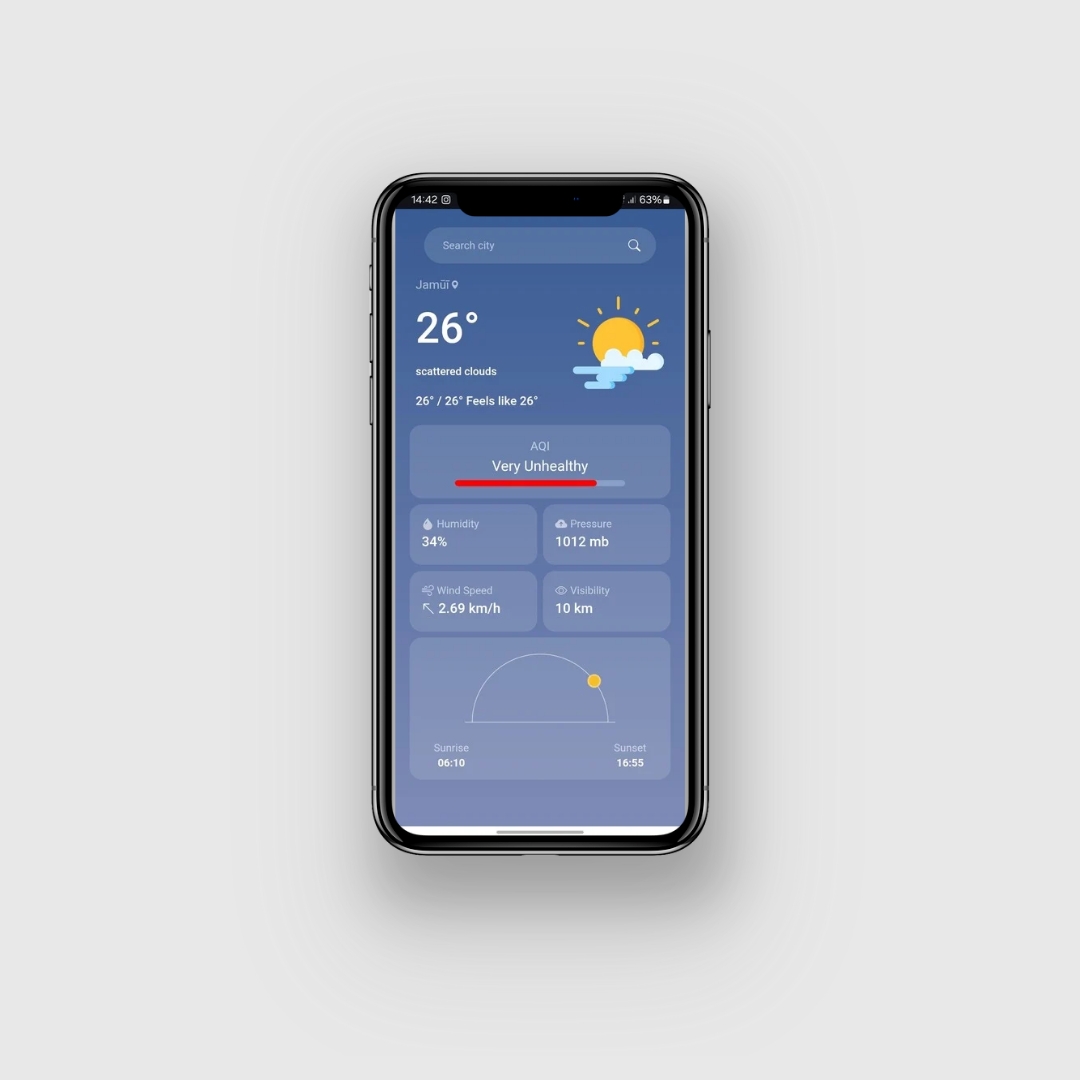 14:42 63%
Search city
Jamūī
26°
scattered clouds
26° / 26° Feels like 26°
AQI
Very Unhealthy
Humidity Pressure
34% 1012 mb
Wind Speed Visibility
2.69 km/h 10 km
Sunrise Sunset
06:10 16:55